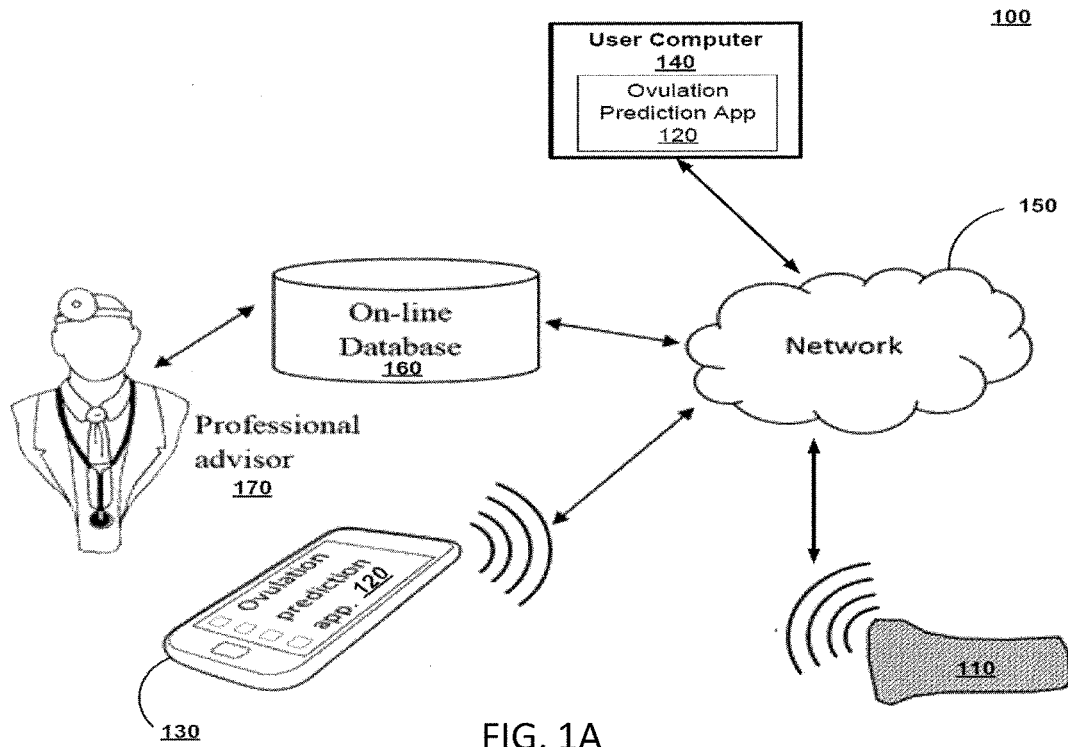 100
User Computer
140
Ovulation
Prediction App
120
150
On-line
Database
160
Network
Professional
advisor
170
Ovulation
prediction
app. 120
110
130
FIG. 1A